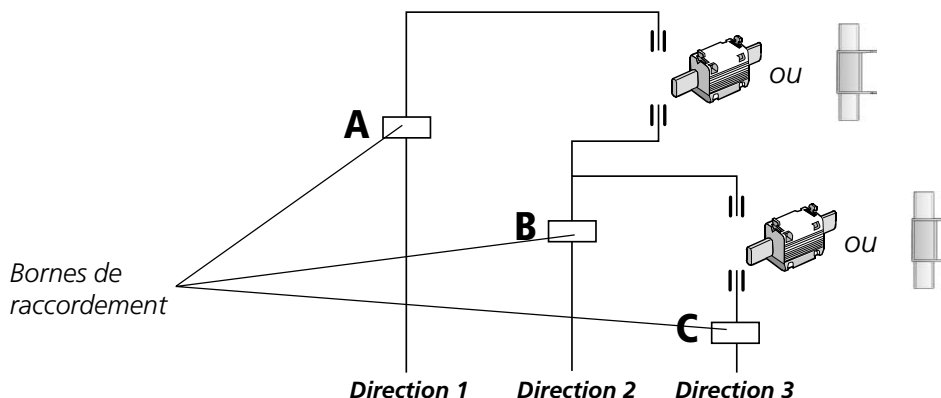 ou
A
B
ou
Bornes de
raccordement
C
Direction 1 Direction 2 Direction 3